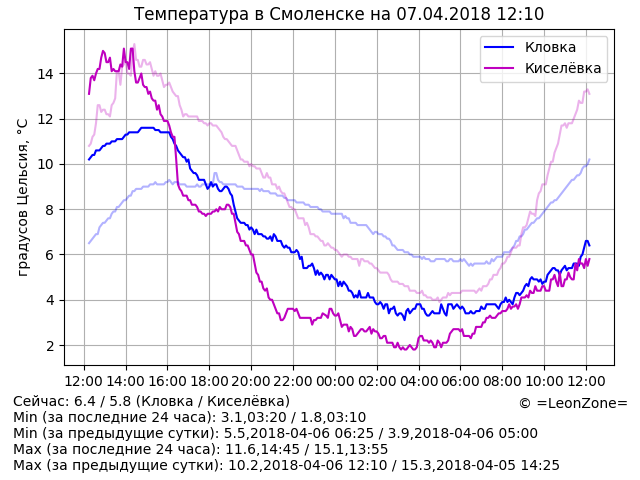 Температура в Смоленске на 07.04.2018 12:10
Кловка
Киселёвка
градусов Цельсия, °C
14
12
10
8
6
4
2
12:00 14:00 16:00 18:00 20:00 22:00 00:00 02:00 04:00 06:00 08:00 10:00 12:00
Сейчас: 6.4 / 5.8 (Кловка / Киселёвка)
© =LeonZone=
Min (за последние 24 часа): 3.1,03:20 / 1.8,03:10
Min (за предыдущие сутки): 5.5,2018-04-06 06:25 / 3.9,2018-04-06 05:00
Max (за последние 24 часа): 11.6,14:45 / 15.1,13:55
Max (за предыдущие сутки): 10.2,2018-04-06 12:10 / 15.3,2018-04-05 14:25